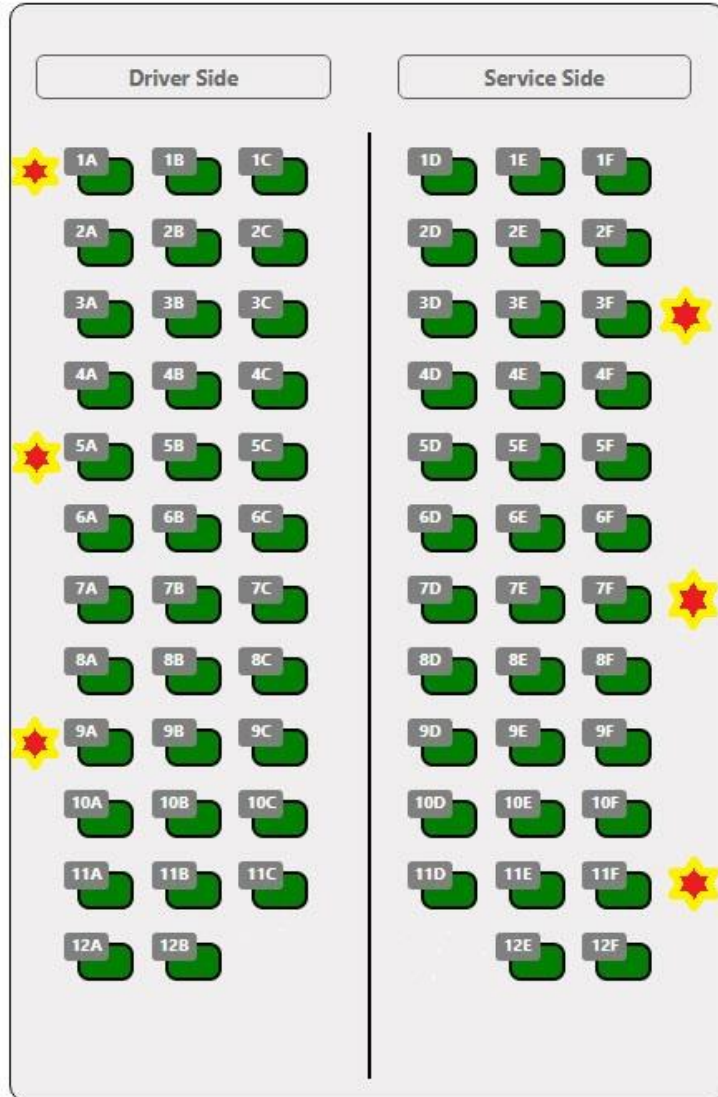 Driver Side Service Side
1A 1B 1C 1D 1E 1F
2A 2B 2C 2D 2E 2F
3A 3B 3C 3D 3E 3F
4A 4B 4C 4D 4E 4F
5A 5B 5C 5D 5E 5F
6A 6B 6C 6D 6E 6F
7A 7B 7C 7D 7E 7F
8A 8B 8C 8D 8E 8F
9A 9B 9C 9D 9E 9F
10A 10B 10C 10D 10E 10F
11A 11B 11C 11D 11E 11F
12A 12B 12E 12F